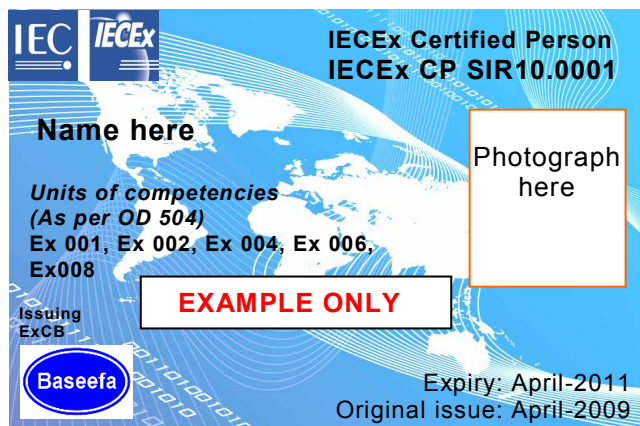 IEC IECEx
IECEx Certified Person
IECEx CP SIR10.0001
Name here
Photograph
here
Units of competencies
(As per OD 504)
Ex 001, Ex 002, Ex 004, Ex 006,
Ex008
EXAMPLE ONLY
Issuing
ExCB
Baseefa
Expiry: April-2011
Original issue: April-2009